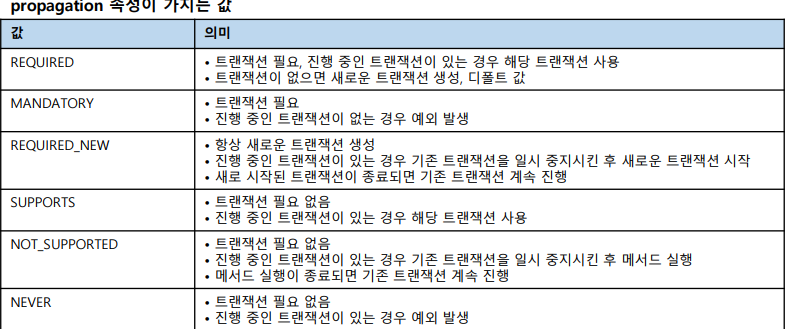 propagation 속성이 가지는 값
값 의미
REQUIRED
• 트랜잭션 필요, 진행 중인 트랜잭션이 있는 경우 해당 트랜잭션 사용
• 트랜잭션이 없으면 새로운 트랜잭션 생성, 디폴트 값
MANDATORY
• 트랜잭션 필요
• 진행 중인 트랜잭션이 없는 경우 예외 발생
REQUIRED_NEW
• 항상 새로운 트랜잭션 생성
• 진행 중인 트랜잭션이 있는 경우 기존 트랜잭션을 일시 중지시킨 후 새로운 트랜잭션 시작
• 새로 시작된 트랜잭션이 종료되면 기존 트랜잭션 계속 진행
SUPPORTS
• 트랜잭션 필요 없음
• 진행 중인 트랜잭션이 있는 경우 해당 트랜잭션 사용
NOT_SUPPORTED
• 트랜잭션 필요 없음
• 진행 중인 트랜잭션이 있는 경우 기존 트랜잭션을 일시 중지시킨 후 메서드 실행
• 메서드 실행이 종료되면 기존 트랜잭션 계속 진행
NEVER
• 트랜잭션 필요 없음
• 진행 중인 트랜잭션이 있는 경우 예외 발생